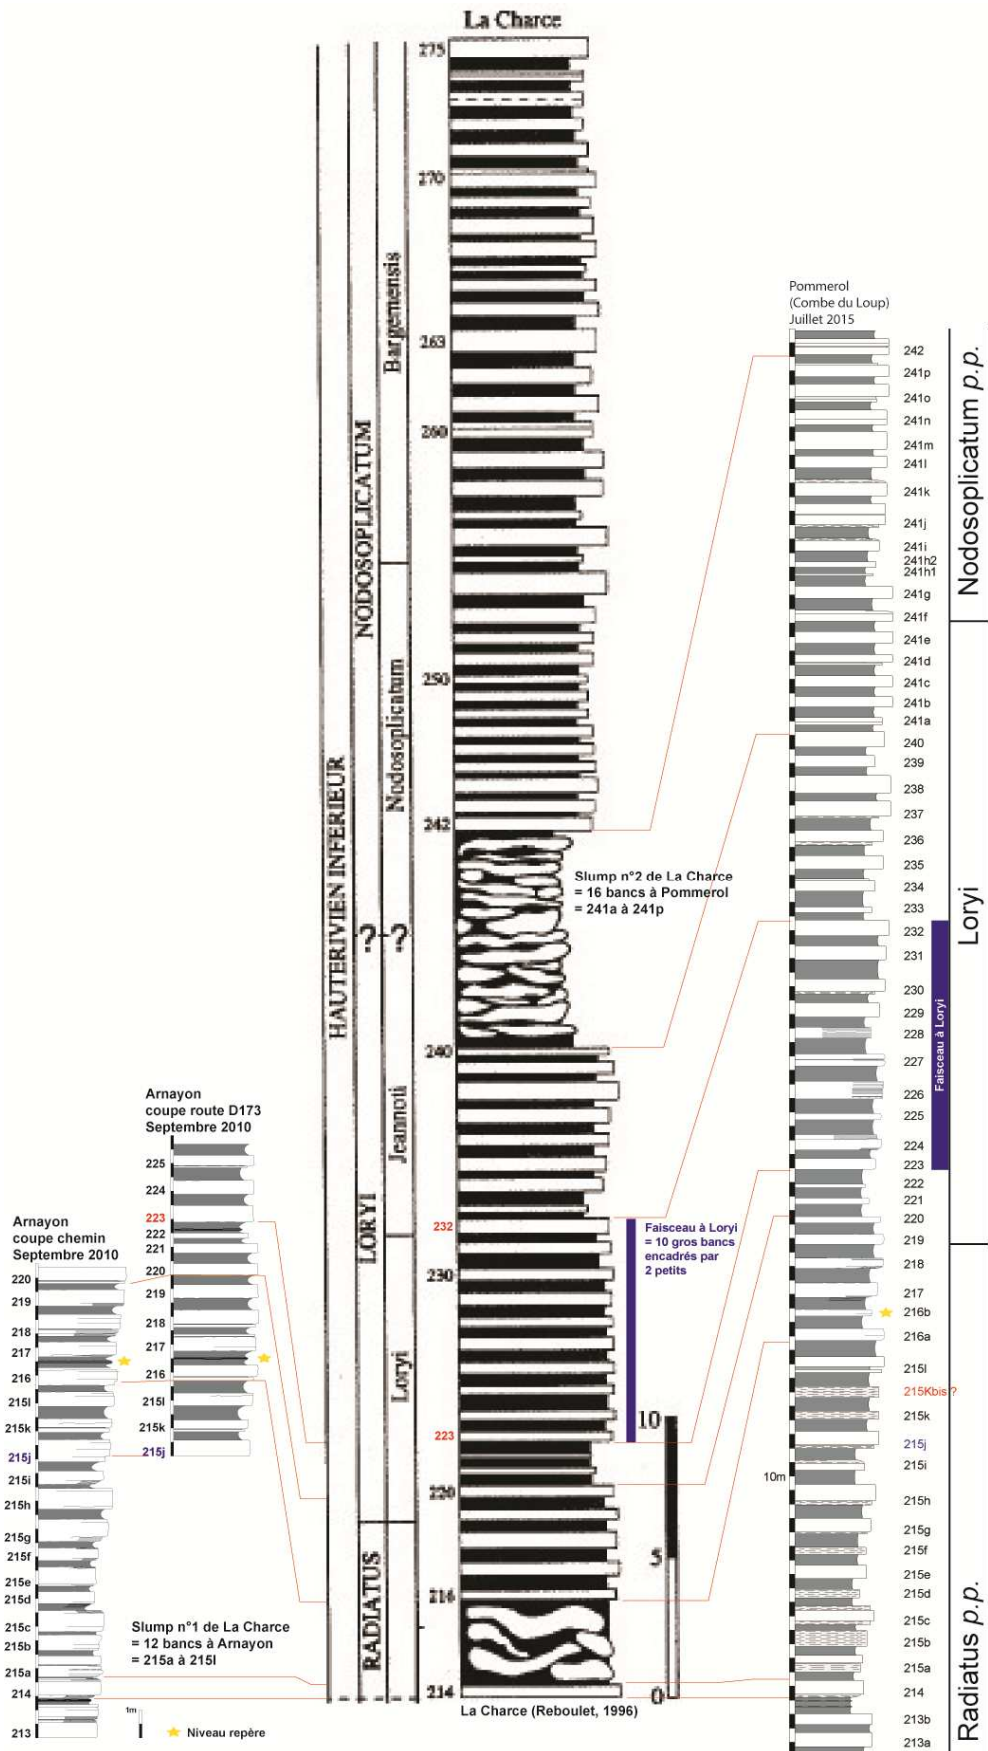 La Charce
275
270
263
260
250
242
240
232
230
223
220
216
214
HAUTERIVIEN INFERIEUR
NODOSOPLICATUM
LORYI
RADIATUS
Bargemensis
Nodosoplicatum
Jeannoti
Loryi
?
?
Slump n°2 de La Charce
= 16 bancs à Pommerol
= 241a à 241p
Faisceau à Loryi
= 10 gros bancs
encadrés par
2 petits
10
5
0
La Charce (Reboulet, 1996)
Arnayon
coupe route D173
Septembre 2010
225
224
223
222
221
220
219
218
217
216
215l
215k
215j
Arnayon
coupe chemin
Septembre 2010
220
219
218
217
216
215l
215k
215j
215i
215h
215g
215f
215e
215d
215c
215b
215a
214
213
Slump n°1 de La Charce
= 12 bancs à Arnayon
= 215a à 215l
1m
Niveau repère
Pommerol
(Combe du Loup)
Juillet 2015
242
241p
241o
241n
241m
241l
241k
241j
241i
241h2
241h1
241g
241f
241e
241d
241c
241b
241a
240
239
238
237
236
235
234
233
232
231
230
229
228
227
226
225
224
223
222
221
220
219
218
217
216b
216a
215l
215Kbis ?
215k
215j
215i
10m
215h
215g
215f
215e
215d
215c
215b
215a
214
213b
213a
Faisceau à Loryi
Nodosoplicatum p.p.
Loryi
Radiatus p.p.